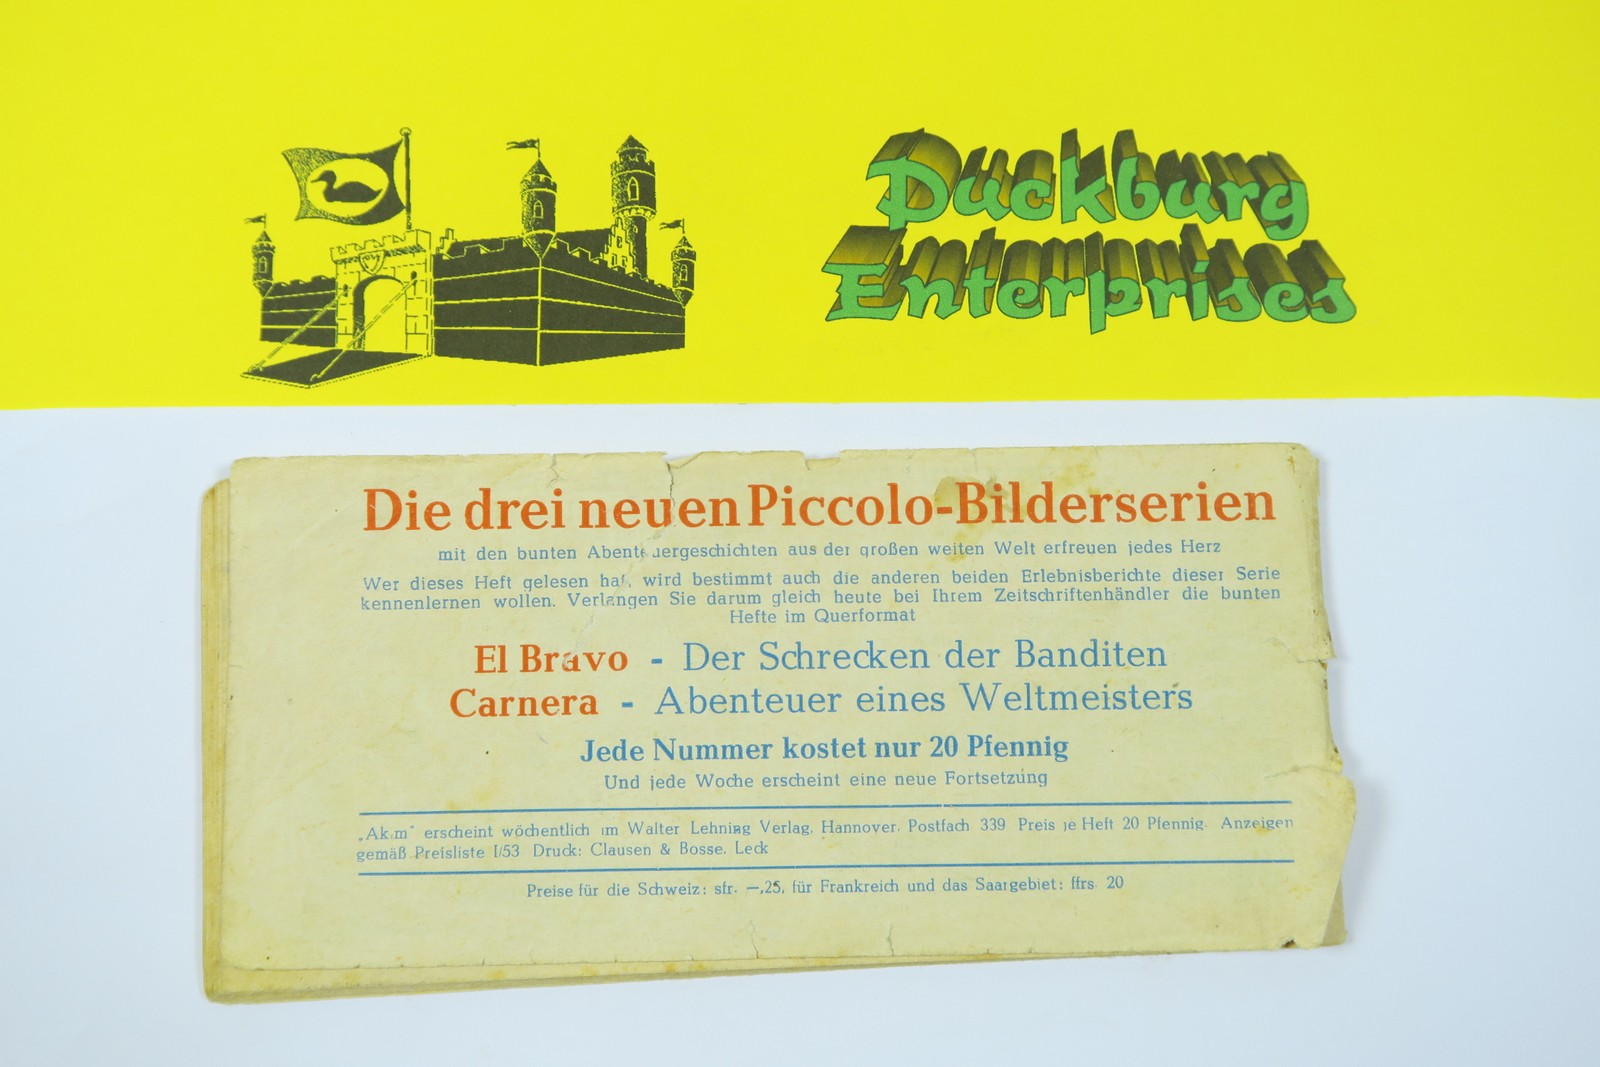 Duckburg
Enterprises
Die drei neuen Piccolo-Bilderserien
mit den bunten Abenteuergeschichten aus der großen weiten Welt erfreuen jedes Herz
Wer dieses Heft gelesen hat, wird bestimmt auch die anderen beiden Erlebnisberichte dieser Serie
kennenlernen wollen. Verlangen Sie darum gleich heute bei Ihrem Zeitschriftenhändler die bunten
Hefte im Querformat
El Bravo - Der Schrecken der Banditen
Carnera - Abenteuer eines Weltmeisters
Jede Nummer kostet nur 20 Pfennig
Und jede Woche erscheint eine neue Fortsetzung
„Akim" erscheint wöchentlich im Walter Lehning Verlag, Hannover, Postfach 339 Preis je Heft 20 Pfennig. Anzeigen
gemäß Preisliste I/53 Druck: Clausen & Bosse, Leck
Preise für die Schweiz: sfr. —,25, für Frankreich und das Saargebiet: ffrs. 20